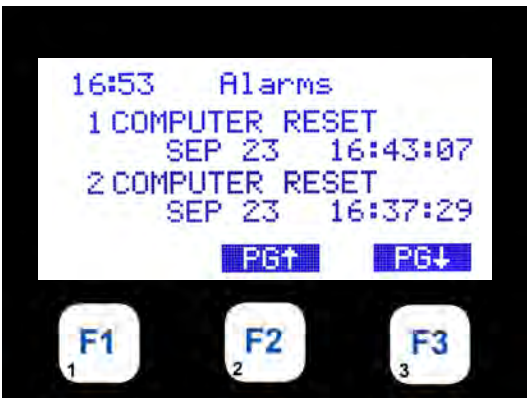 16:53 Alarms
1 COMPUTER RESET
SEP 23 16:43:07
2 COMPUTER RESET
SEP 23 16:37:29
PG↑ PG↓
F1 F2 F3
1 2 3